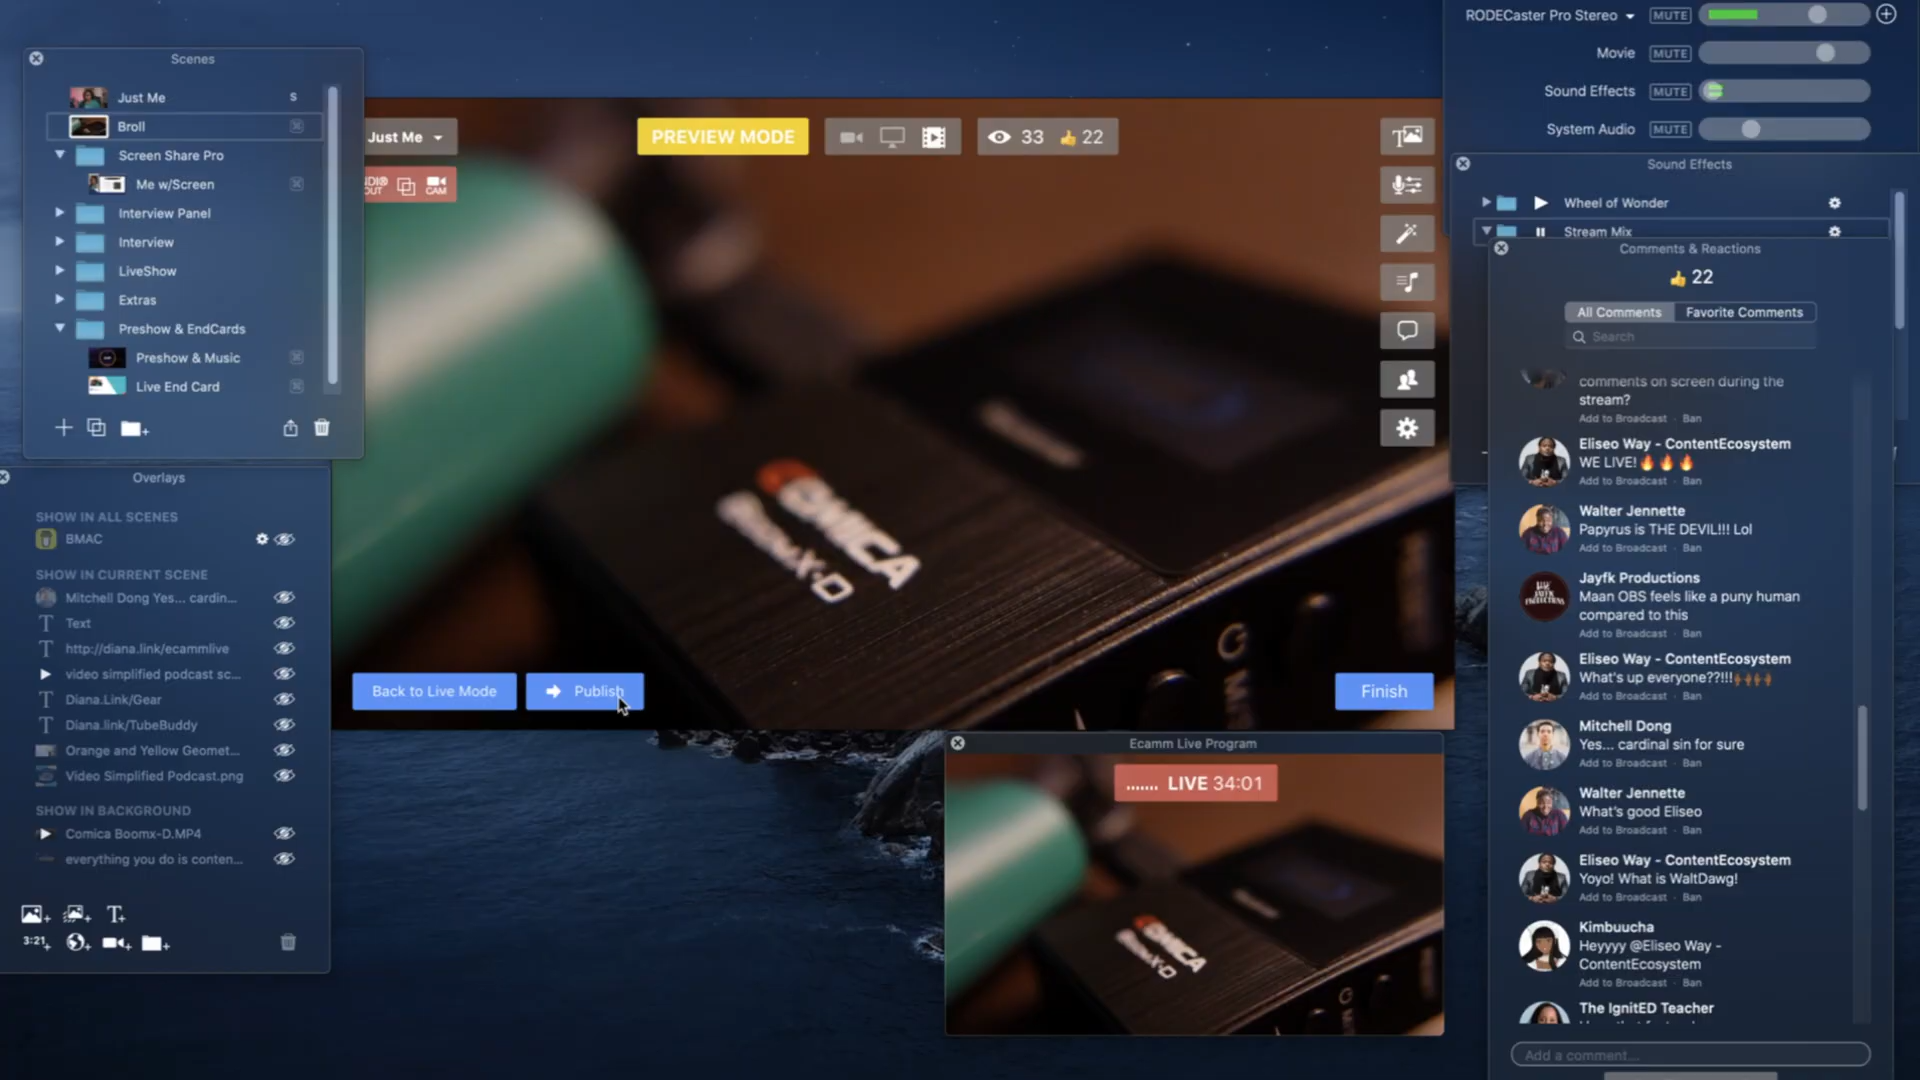 Scenes
Just Me
S
Broll
Screen Share Pro
Me w/Screen
Interview Panel
Interview
LiveShow
Extras
Preshow & EndCards
Preshow & Music
Live End Card
Overlays
SHOW IN ALL SCENES
BMAC
SHOW IN CURRENT SCENE
Mitchell Dong Yes... cardin...
Text
http://diana.link/ecammlive
video simplified podcast sc...
Diana.Link/Gear
Diana.link/TubeBuddy
Orange and Yellow Geomet...
Video Simplified Podcast.png
SHOW IN BACKGROUND
Comica Boomx-D.MP4
everything you do is conten...
3:21
Just Me
PREVIEW MODE
33 👍 22
NDI®
OUT
CAM
COMICA
BoomX-D
Back to Live Mode
Publish
Finish
Ecamm Live Program
....... LIVE 34:01
COMICA
BoomX-D
RODECaster Pro Stereo
MUTE
Movie
MUTE
Sound Effects
MUTE
System Audio
MUTE
Sound Effects
Wheel of Wonder
Stream Mix
Comments & Reactions
👍 22
All Comments
Favorite Comments
Search
comments on screen during the
stream?
Add to Broadcast · Ban
Eliseo Way - ContentEcosystem
WE LIVE!🔥🔥🔥
Add to Broadcast · Ban
Walter Jennette
Papyrus is THE DEVIL!!! Lol
Add to Broadcast · Ban
Jayfk Productions
Maan OBS feels like a puny human
compared to this
Add to Broadcast · Ban
Eliseo Way - ContentEcosystem
What's up everyone??!!!🙌🏾🙌🏾
Add to Broadcast · Ban
Mitchell Dong
Yes... cardinal sin for sure
Add to Broadcast · Ban
Walter Jennette
What's good Eliseo
Add to Broadcast · Ban
Eliseo Way - ContentEcosystem
Yoyo! What is WaltDawg!
Add to Broadcast · Ban
Kimbuucha
Heyyyy @Eliseo Way -
ContentEcosystem
Add to Broadcast · Ban
The IgnitED Teacher
Add a comment...